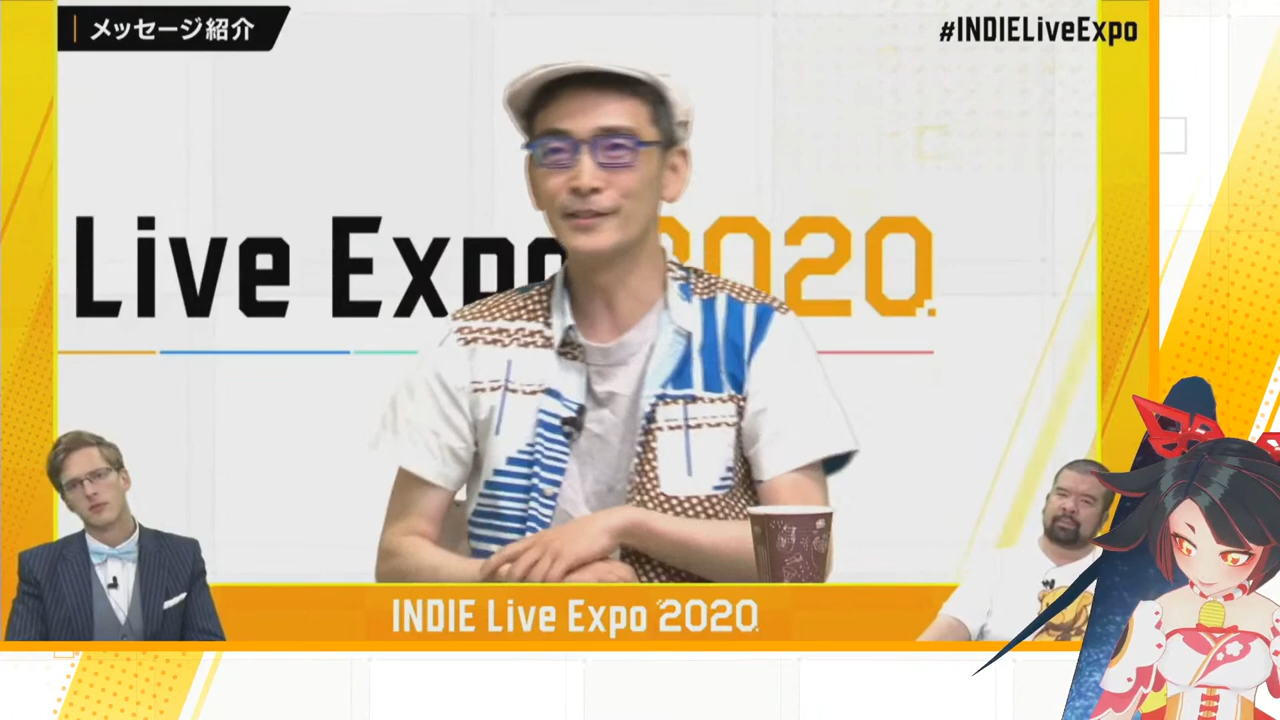 メッセージ紹介
#INDIELiveExpo
Live Expo 2020
INDIE Live Expo 2020